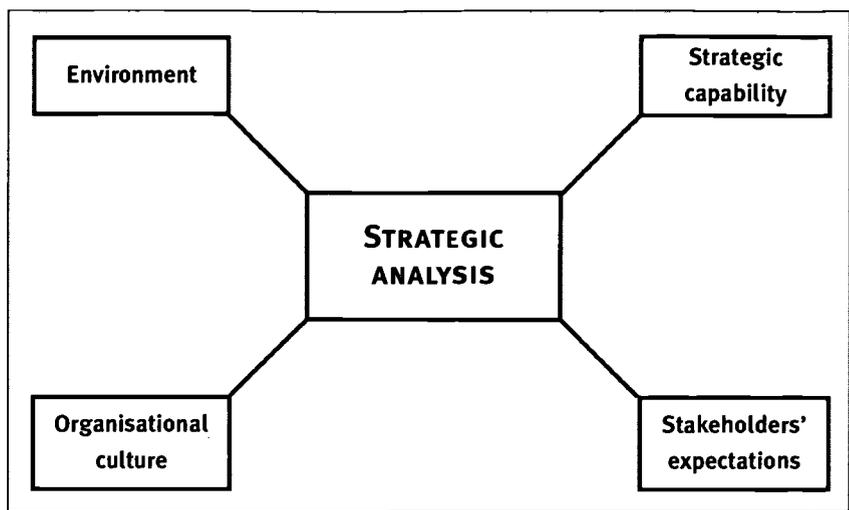 Environment
Strategic
capability
STRATEGIC
ANALYSIS
Organisational
culture
Stakeholders'
expectations